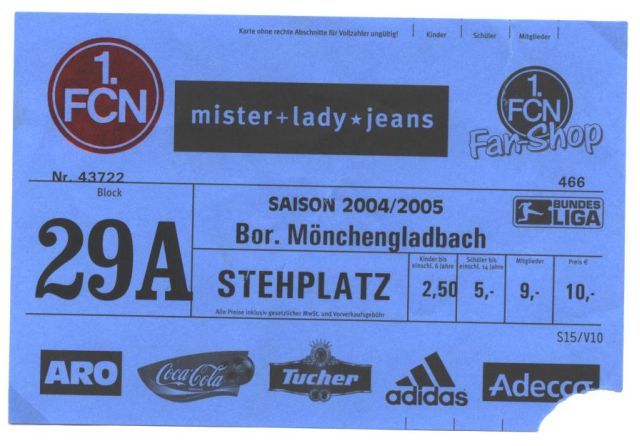 Karte ohne rechte Abschnitte für Vollzahler ungültig!
Kinder
Schüler
Mitglieder
1.
FCN
mister+lady★jeans
1.
FCN
Fan-Shop
Nr. 43722
466
Block
29A
SAISON 2004/2005
Bor. Mönchengladbach
BUNDES
LIGA
STEHPLATZ
Kinder bis einschl. 6 Jahre
2,50
Schüler bis einschl. 14 Jahre
5,-
Mitglieder
9,-
Preis €
10,-
Alle Preise inklusiv gesetzlicher MwSt. und Vorverkaufsgebühr
S15/V10
ARO
Coca-Cola
Tucher
adidas
Adecco